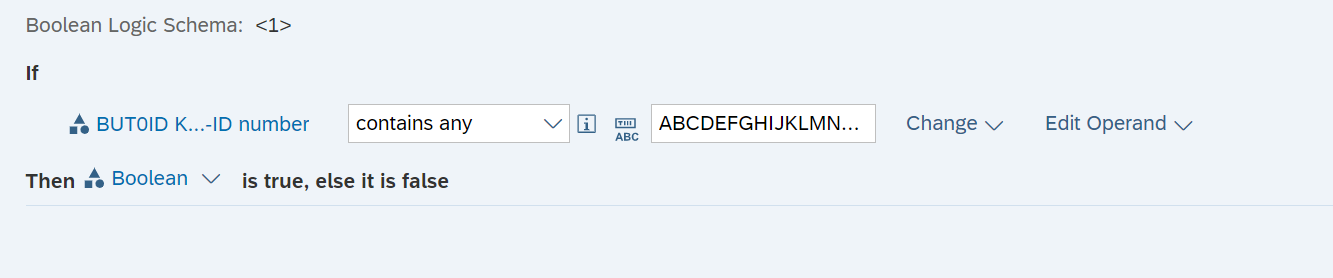 Boolean Logic Schema: <1>
If
BUT0ID K...-ID number contains any ABC ABCDEFGHIJKLMN... Change Edit Operand
Then Boolean is true, else it is false